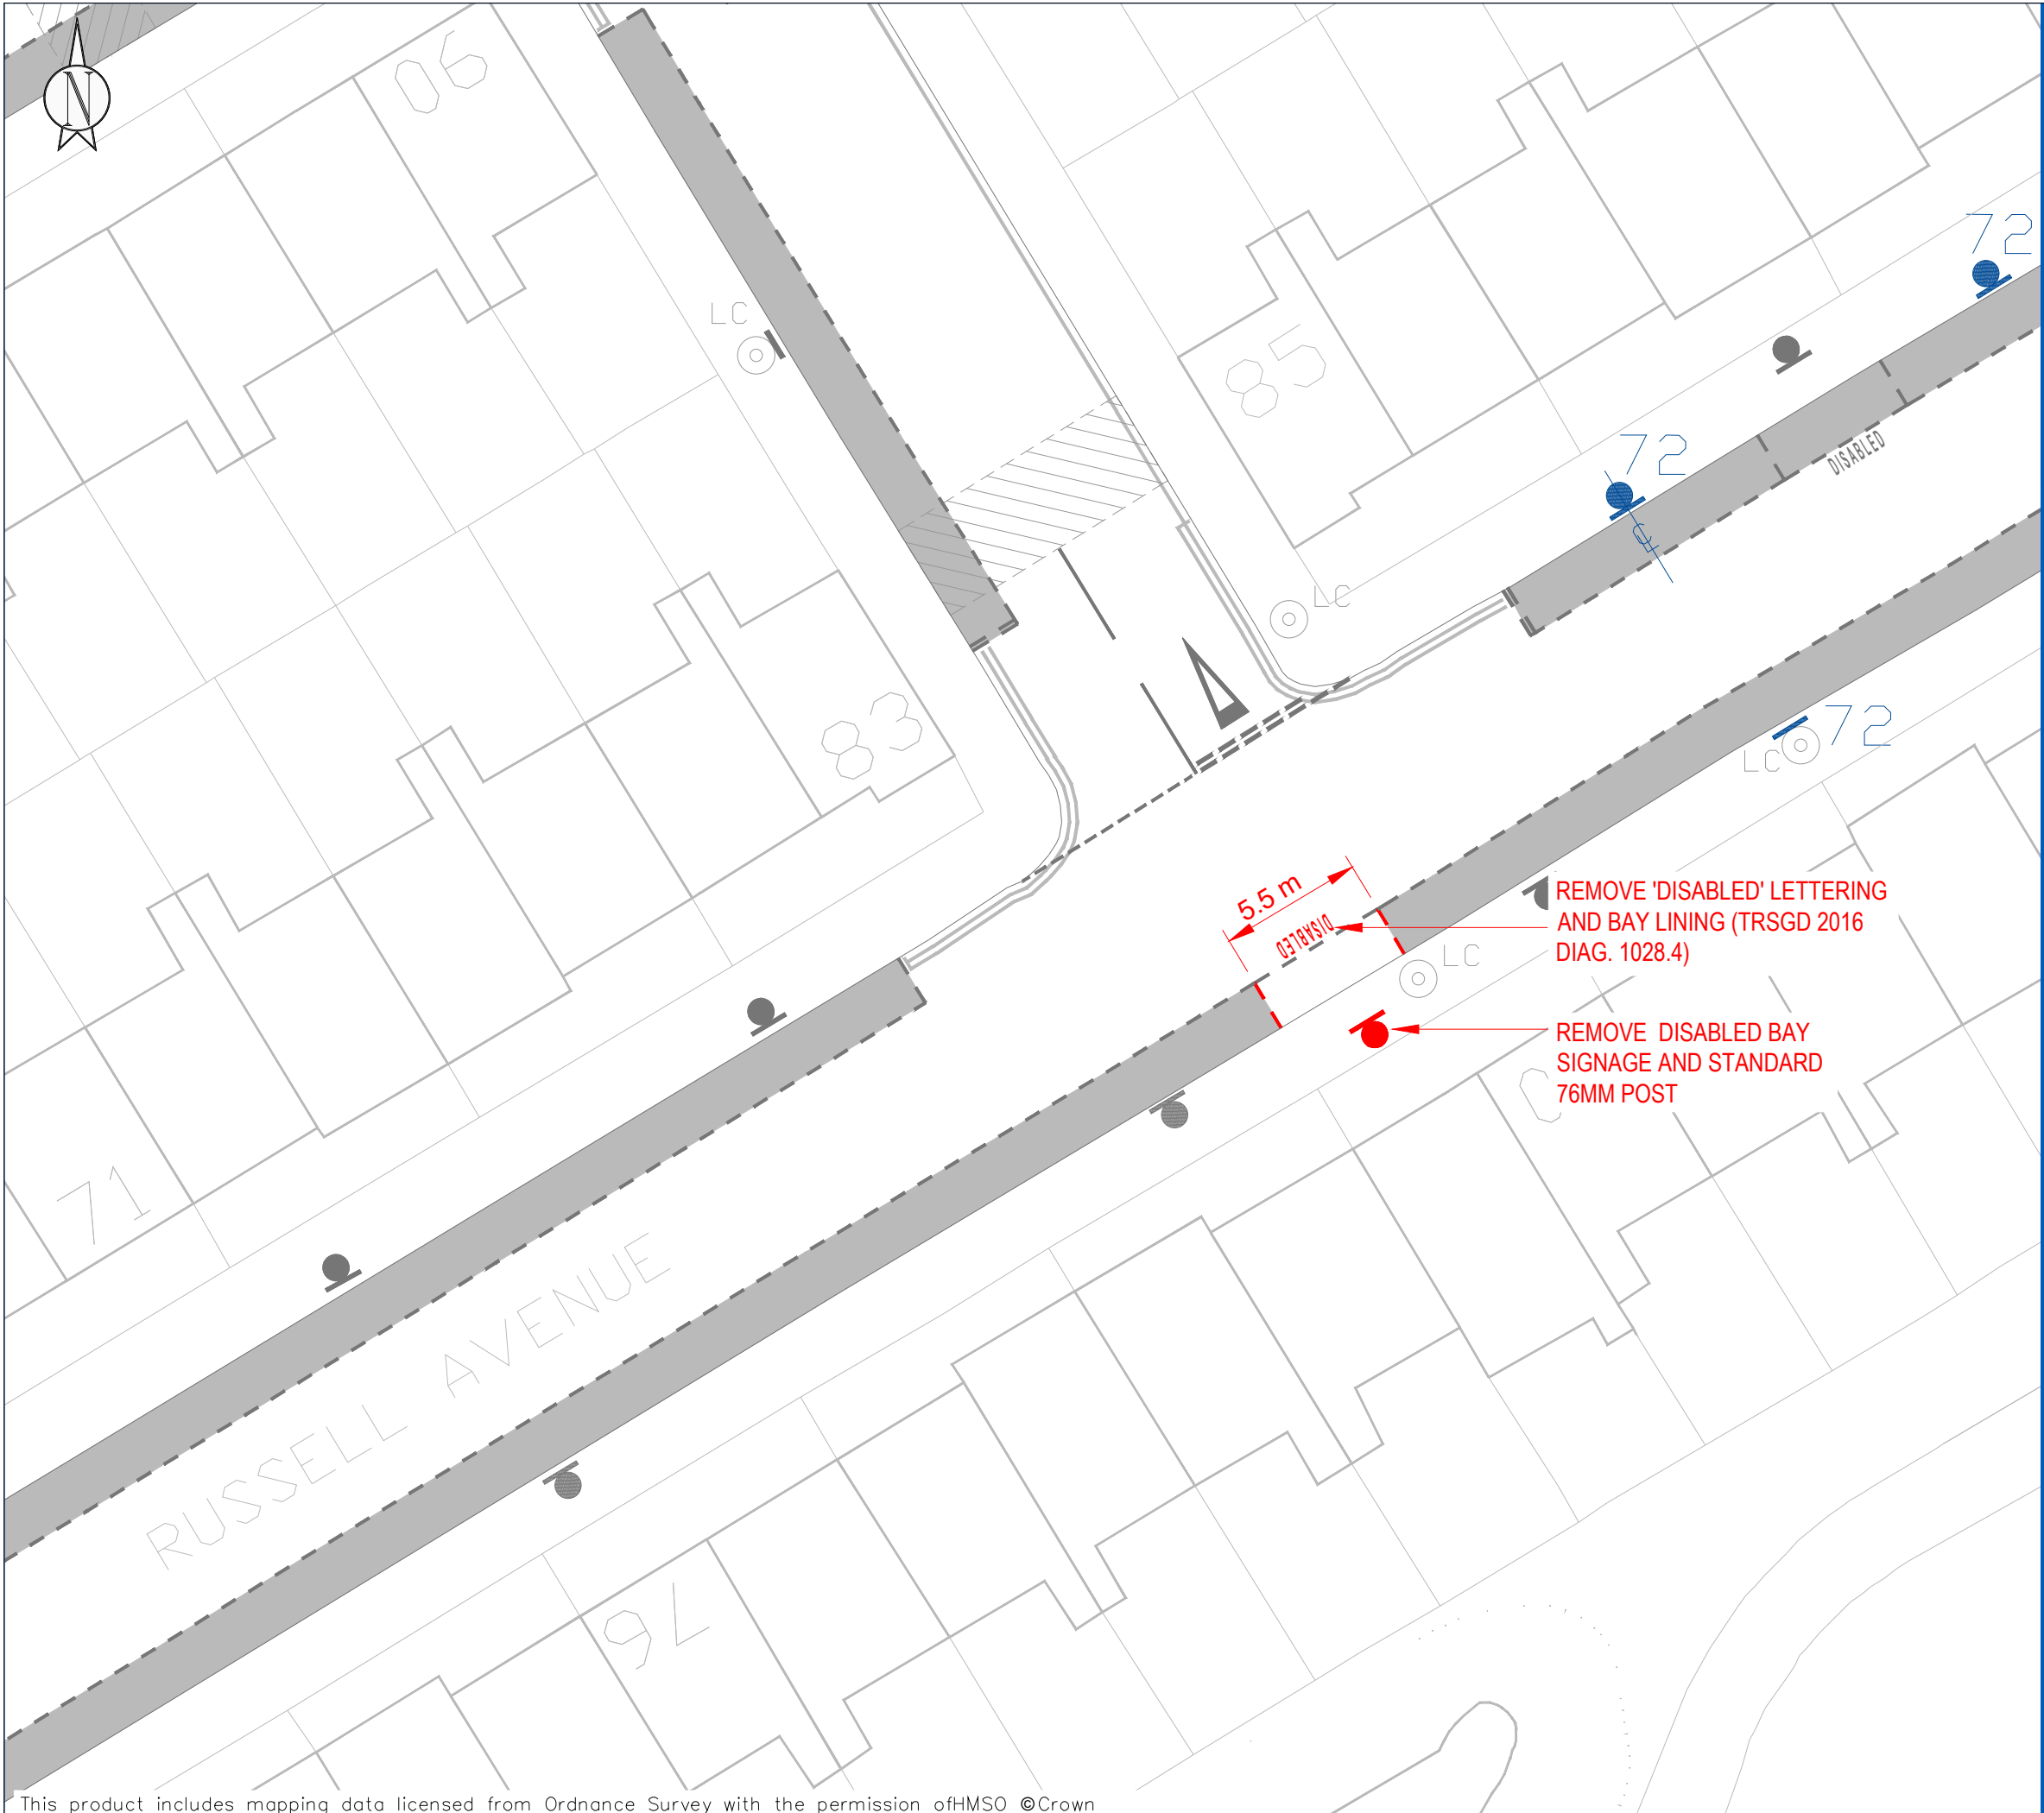 N
90
LC
72
85
72
DISABLED
LC
83
72
LC
5.5 m
DISABLED
REMOVE 'DISABLED' LETTERING
AND BAY LINING (TRSGD 2016
DIAG. 1028.4)
LC
REMOVE  DISABLED BAY
SIGNAGE AND STANDARD
76MM POST
71
RUSSELL AVENUE
76
This product includes mapping data licensed from Ordnance Survey with the permission ofHMSO ©Crown